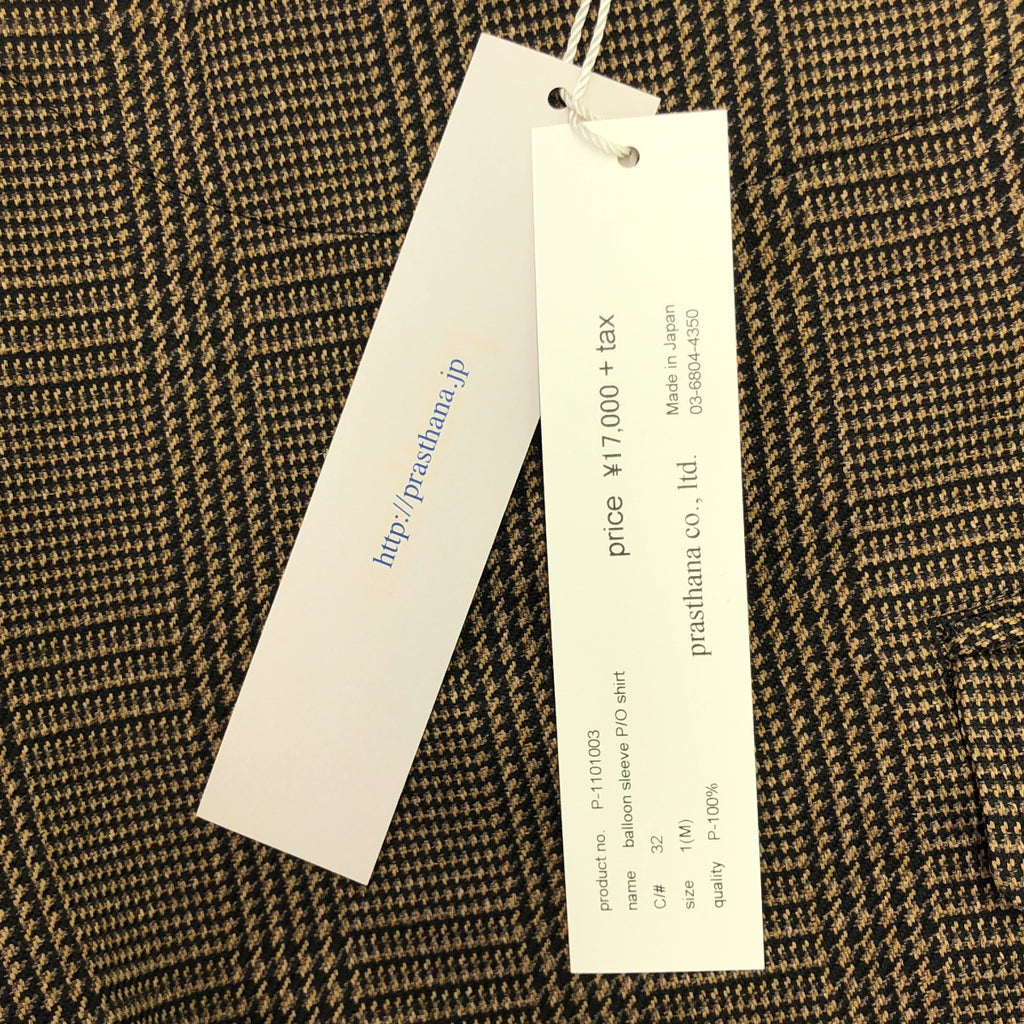 http://prasthana.jp
product no. P-1101003
name balloon sleeve P/O shirt
C/# 32
size 1(M)
quality P-100%
price ¥17,000 + tax
prasthana co., ltd.
Made in Japan
03-6804-4350